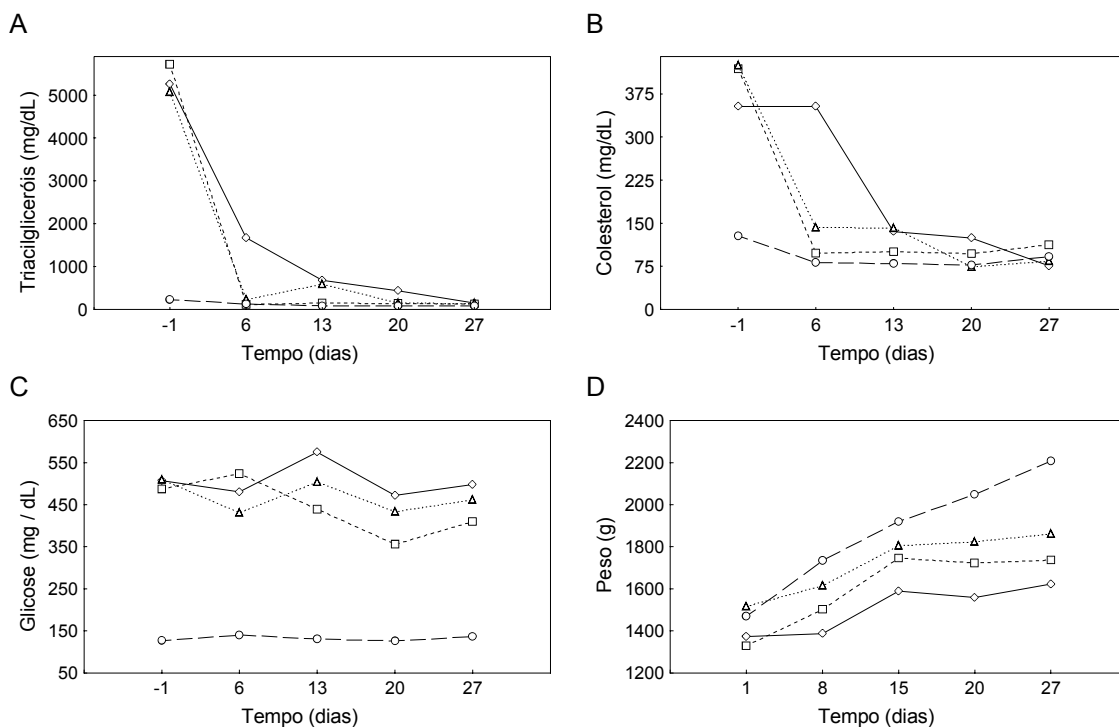 A
Triacilgliceróis (mg/dL)
5000
4000
3000
2000
1000
0
-1 6 13 20 27
Tempo (dias)
B
Colesterol (mg/dL)
375
300
225
150
75
0
-1 6 13 20 27
Tempo (dias)
C
Glicose (mg / dL)
650
550
450
350
250
150
50
-1 6 13 20 27
Tempo (dias)
D
Peso (g)
2400
2200
2000
1800
1600
1400
1200
1 8 15 20 27
Tempo (dias)